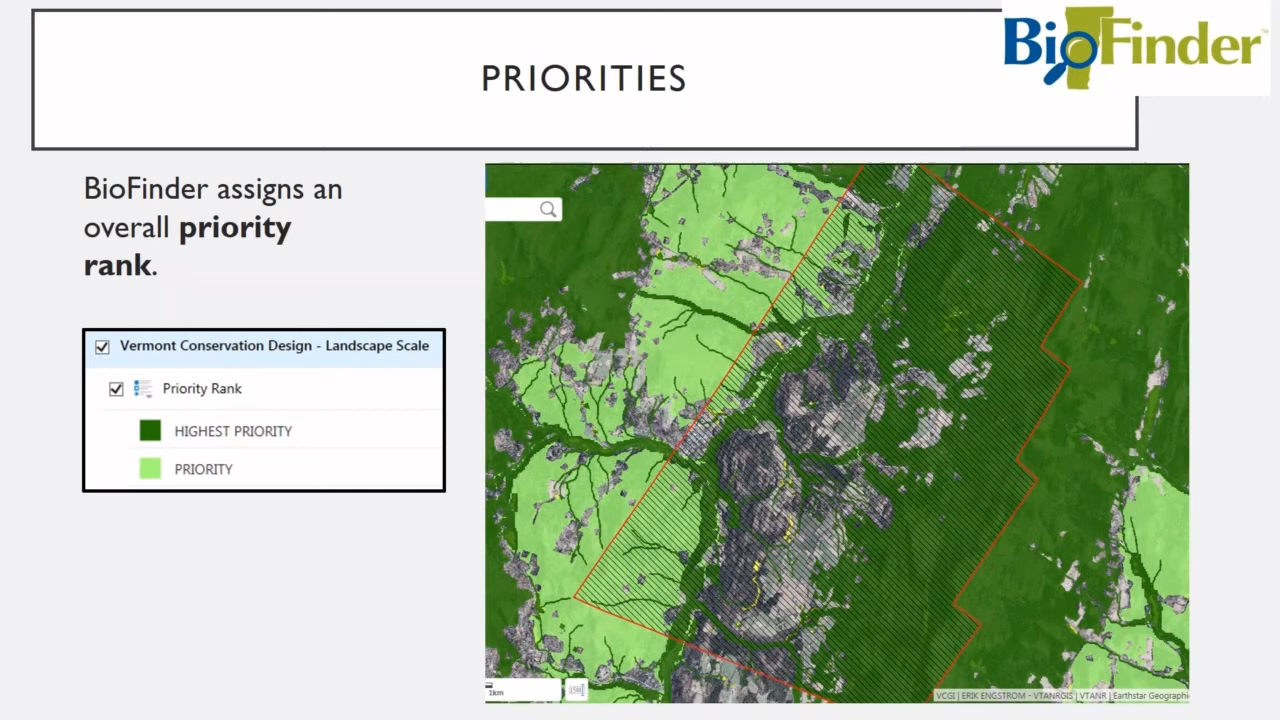 PRIORITIES
BioFinder™
BioFinder assigns an
overall priority
rank.
Vermont Conservation Design - Landscape Scale
Priority Rank
HIGHEST PRIORITY
PRIORITY
1km
VCGI | ERIK ENGSTROM - VTANRGIS | VTANR | Earthstar Geographi